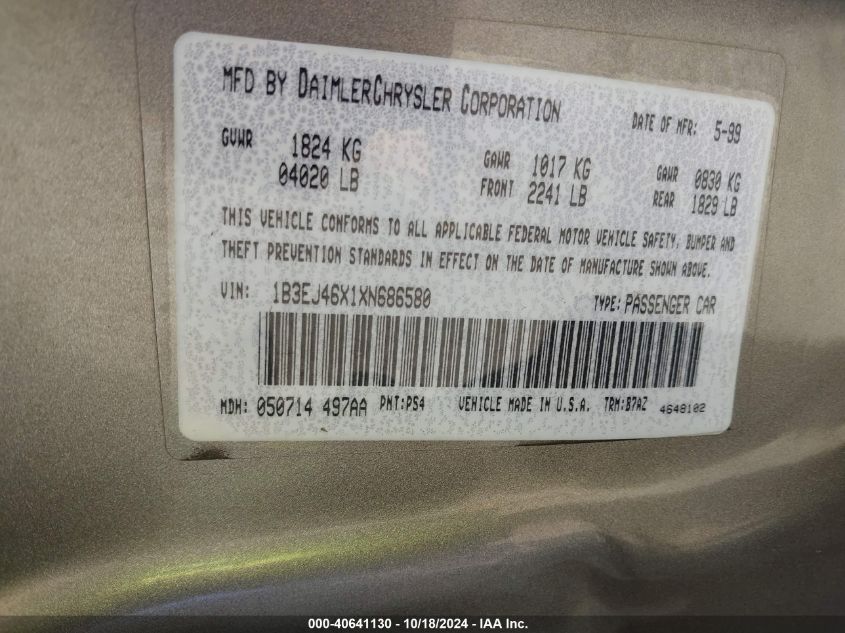 MFD BY DAIMLERCHRYSLER CORPORATION DATE OF MFR: 5-99
GVWR 1824 KG GAWR 1017 KG GAWR 0830 KG
04020 LB FRONT 2241 LB REAR 1829 LB
THIS VEHICLE CONFORMS TO ALL APPLICABLE FEDERAL MOTOR VEHICLE SAFETY, BUMPER AND
THEFT PREVENTION STANDARDS IN EFFECT ON THE DATE OF MANUFACTURE SHOWN ABOVE.
VIN: 1B3EJ46X1XN686580 TYPE: PASSENGER CAR
MDH: 050714 497AA PNT:PS4 VEHICLE MADE IN U.S.A. TRM:B7AZ 4648102
000-40641130 - 10/18/2024 - IAA Inc.